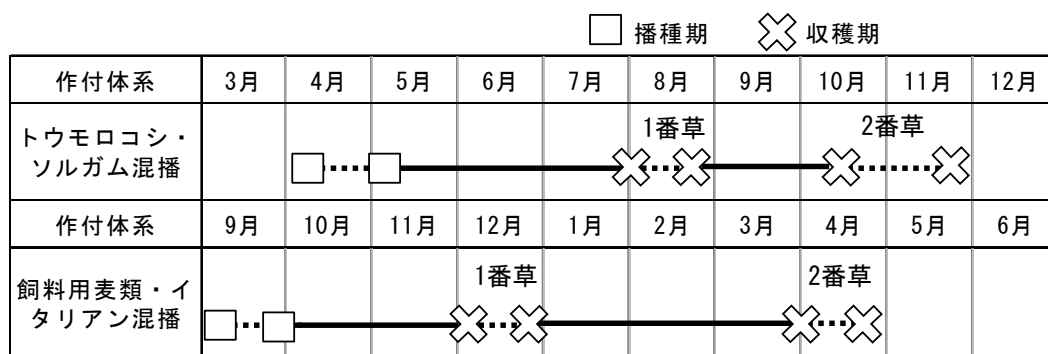 播種期 収穫期
作付体系 3月 4月 5月 6月 7月 8月 9月 10月 11月 12月
1番草 2番草
トウモロコシ・
ソルガム混播
作付体系 9月 10月 11月 12月 1月 2月 3月 4月 5月 6月
1番草 2番草
飼料用麦類・イ
タリアン混播